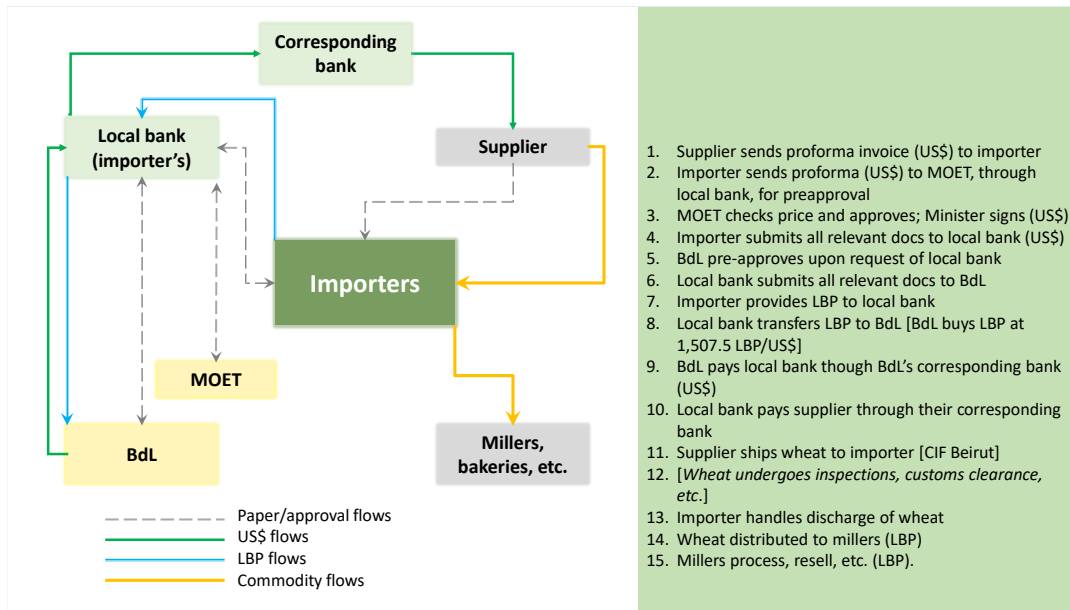 Corresponding
bank
Local bank
(importer's)
Supplier
Importers
MOET
BdL
Millers,
bakeries, etc.
Paper/approval flows
US$ flows
LBP flows
Commodity flows
1. Supplier sends proforma invoice (US$) to importer
2. Importer sends proforma (US$) to MOET, through
local bank, for preapproval
3. MOET checks price and approves; Minister signs (US$)
4. Importer submits all relevant docs to local bank (US$)
5. BdL pre-approves upon request of local bank
6. Local bank submits all relevant docs to BdL
7. Importer provides LBP to local bank
8. Local bank transfers LBP to BdL [BdL buys LBP at
1,507.5 LBP/US$]
9. BdL pays local bank though BdL's corresponding bank
(US$)
10. Local bank pays supplier through their corresponding
bank
11. Supplier ships wheat to importer [CIF Beirut]
12. [Wheat undergoes inspections, customs clearance,
etc.]
13. Importer handles discharge of wheat
14. Wheat distributed to millers (LBP)
15. Millers process, resell, etc. (LBP).